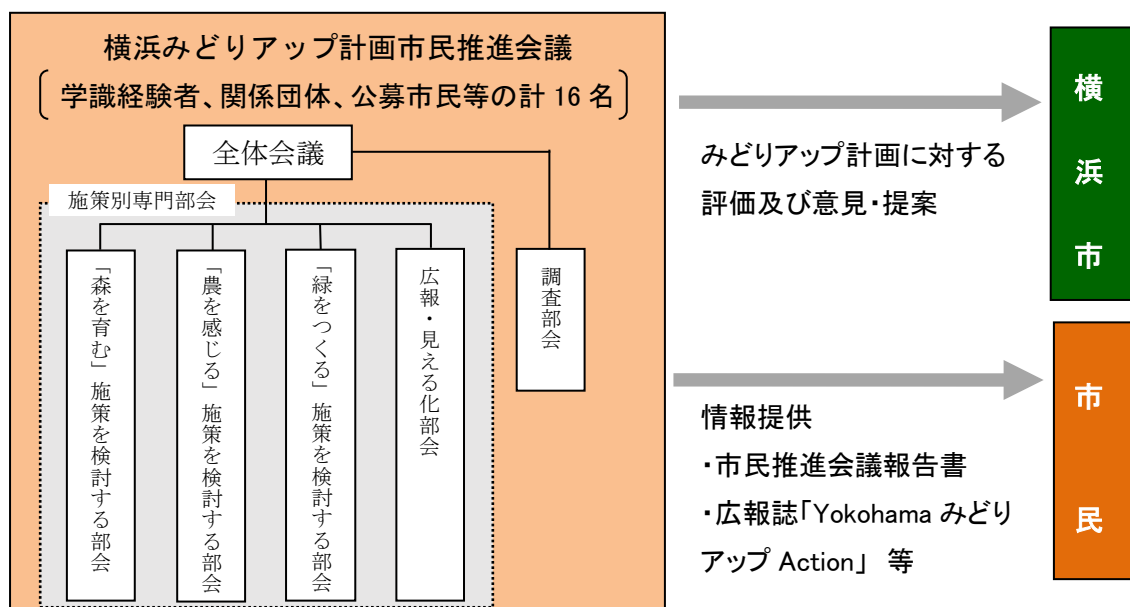 横浜みどりアップ計画市民推進会議
学識経験者、関係団体、公募市民等の計 16 名
全体会議
施策別専門部会
「森を育む」施策を検討する部会
「農を感じる」施策を検討する部会
「緑をつくる」施策を検討する部会
広報・見える化部会
調査部会
みどりアップ計画に対する
評価及び意見・提案
横浜市
情報提供
・市民推進会議報告書
・広報誌「Yokohama みどり
アップ Action」 等
市民